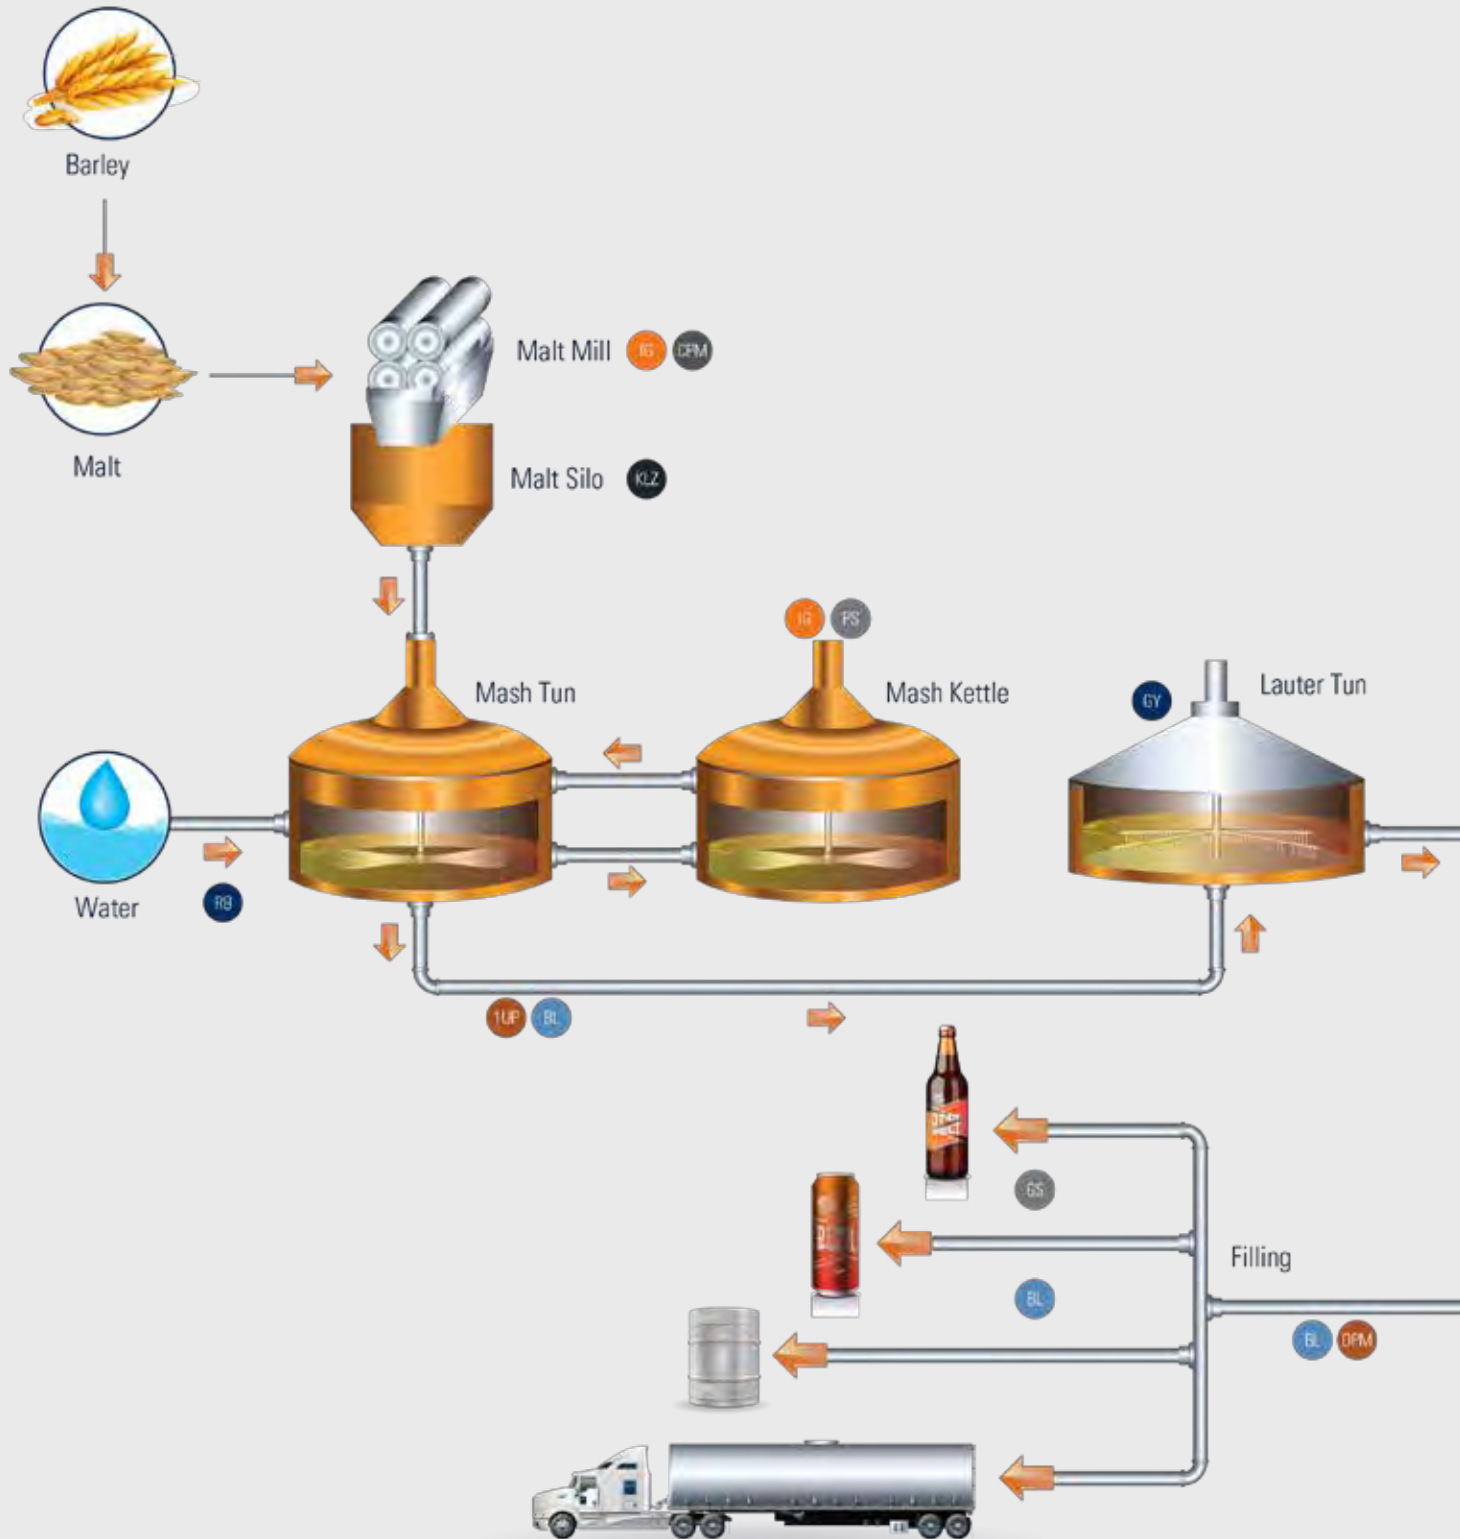 Barley
Malt Mill IG CPM
Malt
Malt Silo KLZ
IG PS
Mash Tun
Mash Kettle
GY
Lauter Tun
Water
RB
1UP BL
GS
Filling
BL
BL DPM